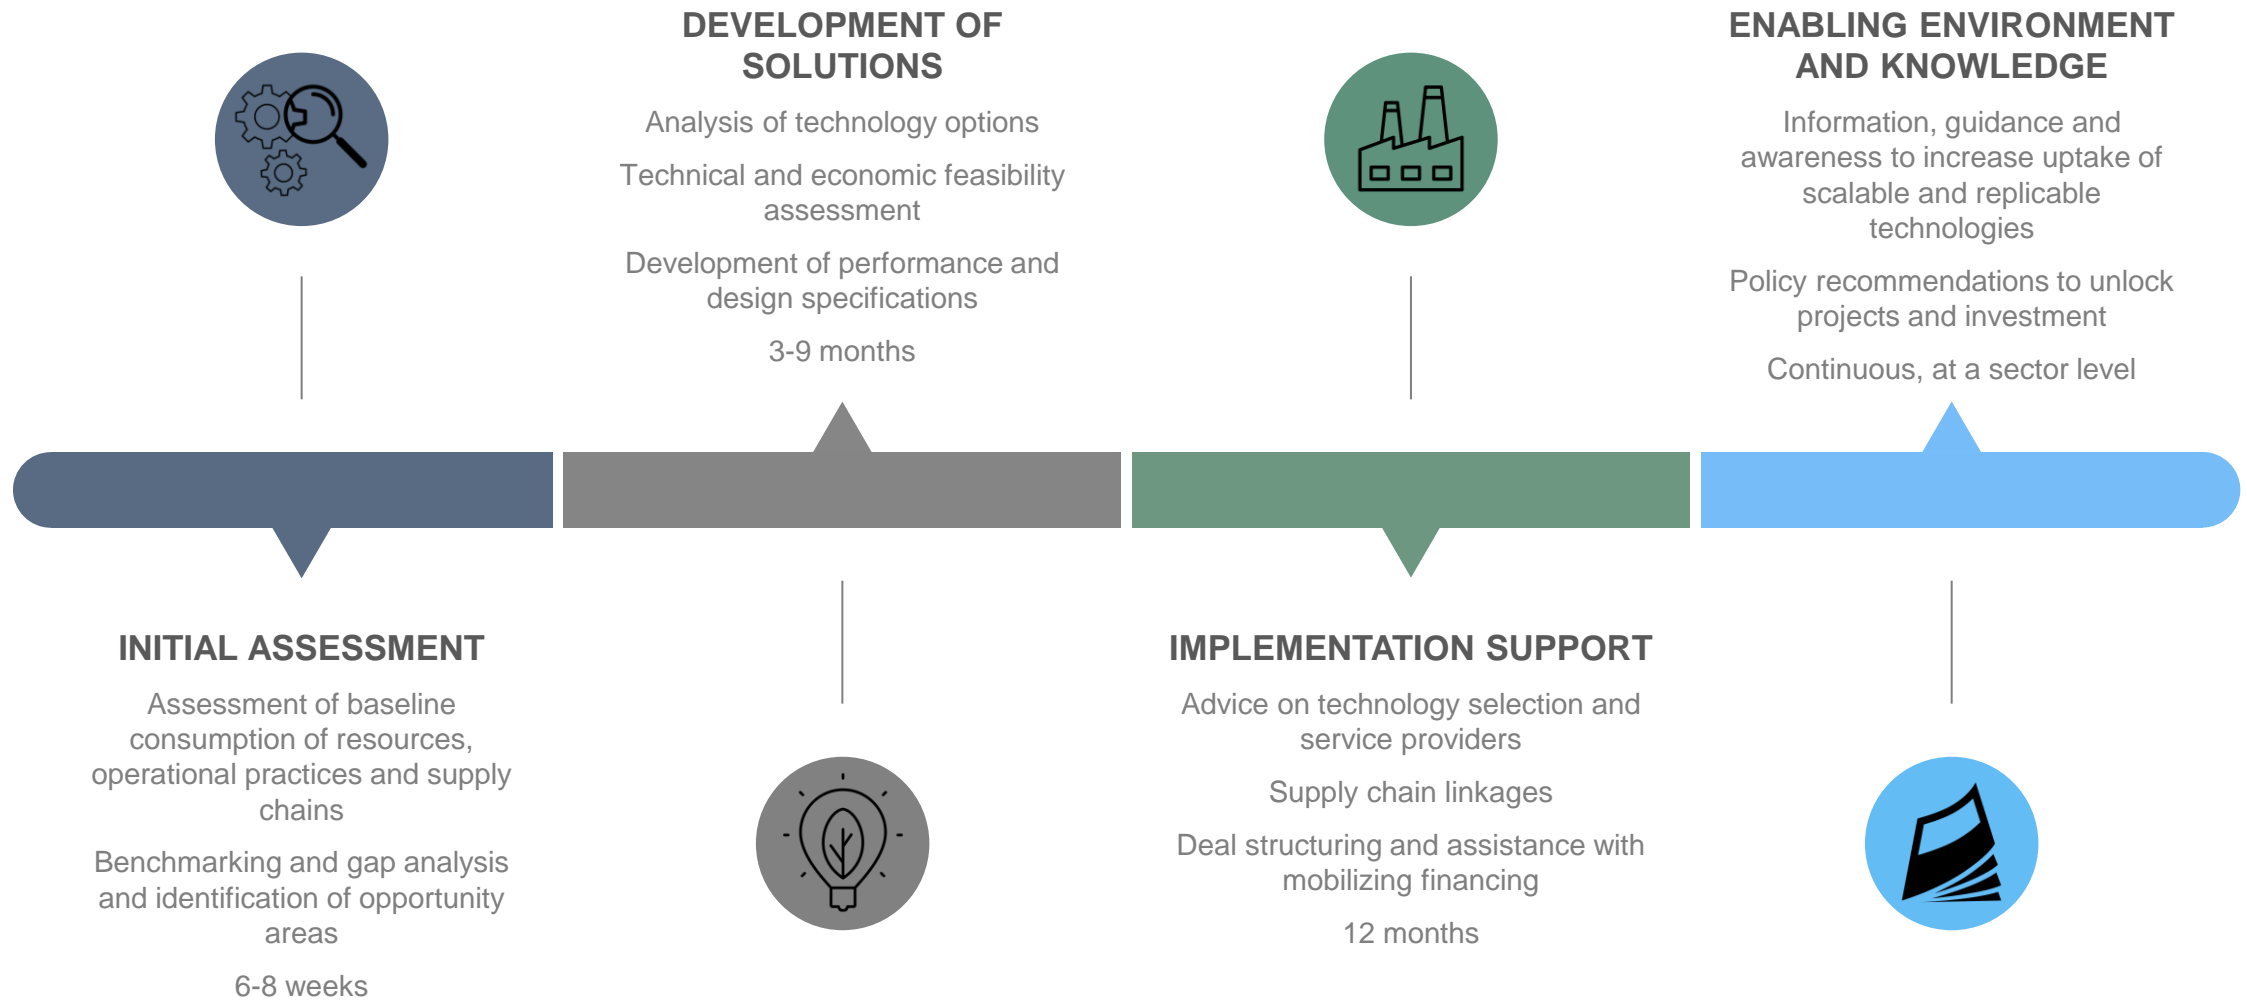 INITIAL ASSESSMENT
Assessment of baseline
consumption of resources,
operational practices and supply
chains
Benchmarking and gap analysis
and identification of opportunity
areas
6-8 weeks
DEVELOPMENT OF
SOLUTIONS
Analysis of technology options
Technical and economic feasibility
assessment
Development of performance and
design specifications
3-9 months
IMPLEMENTATION SUPPORT
Advice on technology selection and
service providers
Supply chain linkages
Deal structuring and assistance with
mobilizing financing
12 months
ENABLING ENVIRONMENT
AND KNOWLEDGE
Information, guidance and
awareness to increase uptake of
scalable and replicable
technologies
Policy recommendations to unlock
projects and investment
Continuous, at a sector level